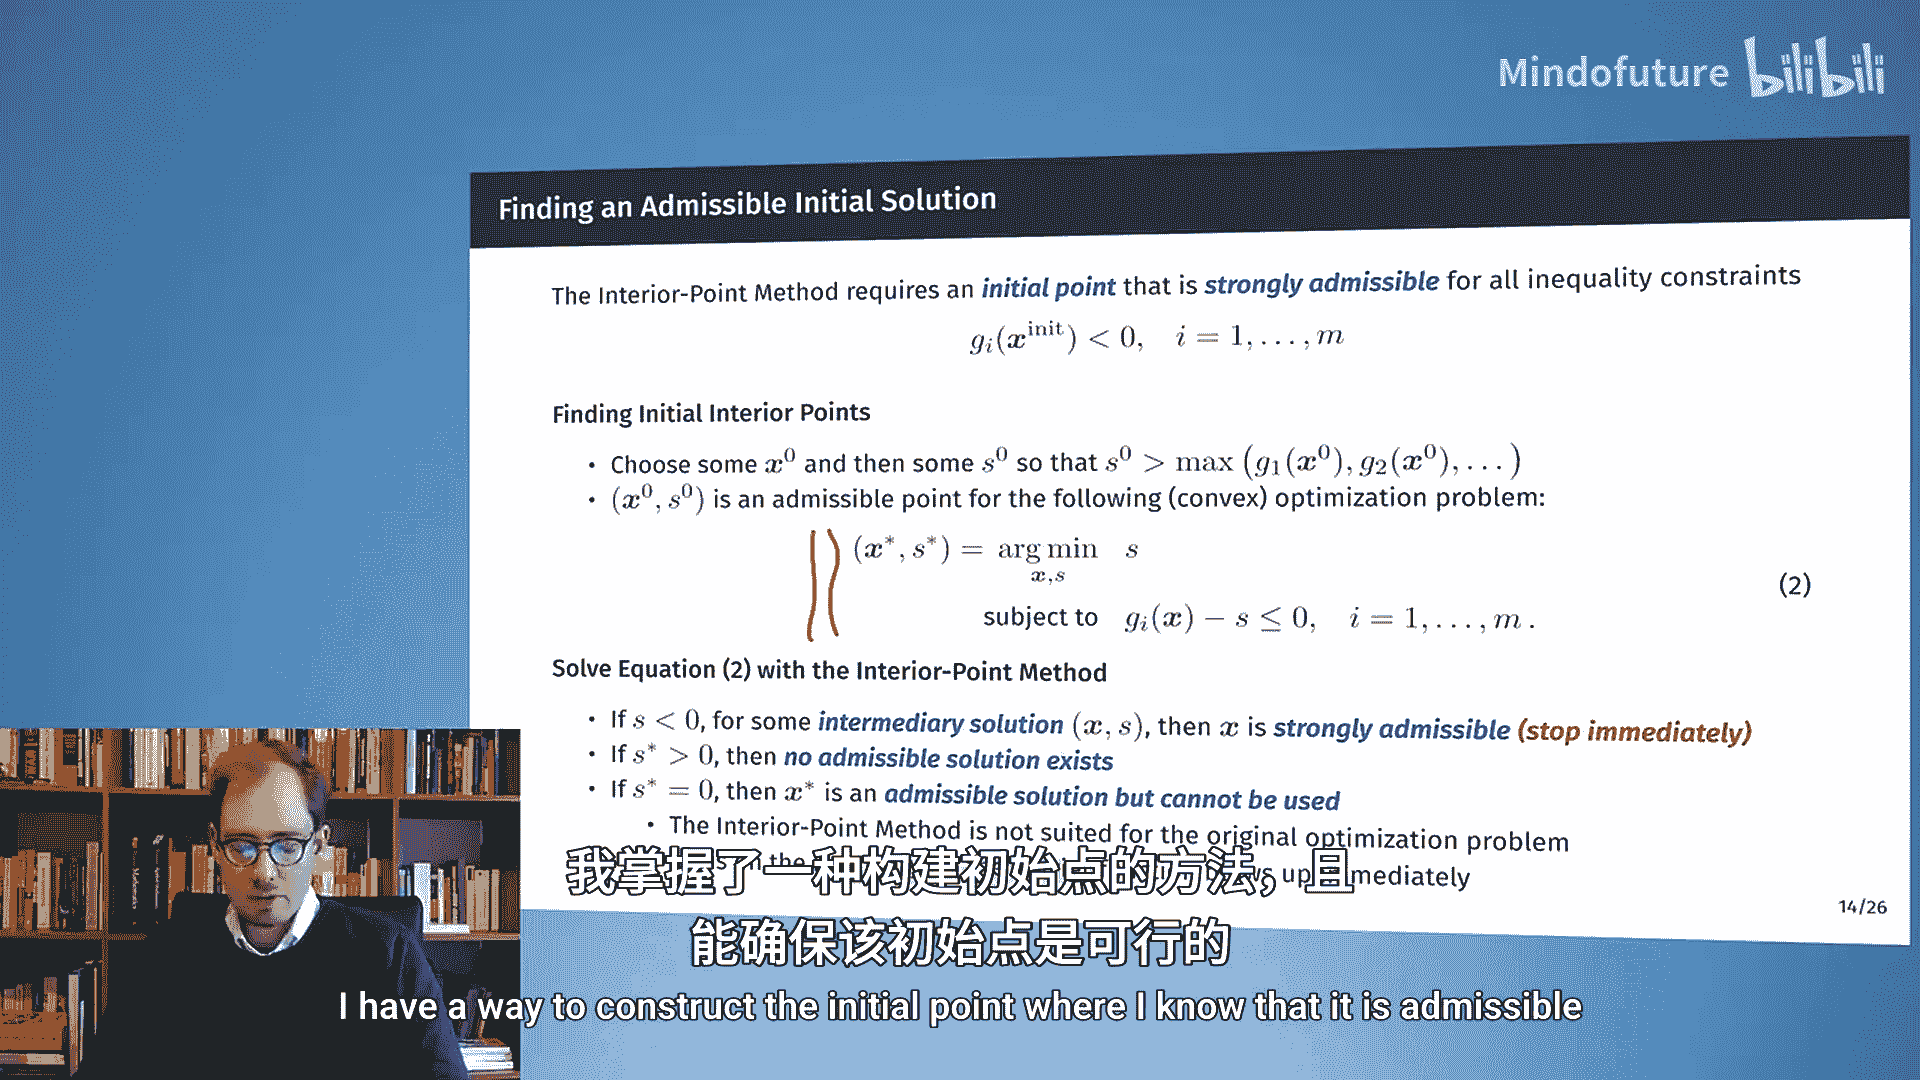 Mindofuture bilibili
Finding an Admissible Initial Solution
The Interior-Point Method requires an initial point that is strongly admissible for all inequality constraints
gᵢ(xⁱⁿⁱᵗ) < 0, i = 1, . . . , m
Finding Initial Interior Points
• Choose some x⁰ and then some s⁰ so that s⁰ > max (g₁(x⁰), g₂(x⁰), . . . )
• (x⁰, s⁰) is an admissible point for the following (convex) optimization problem:
(x*, s*) = arg min s
x,s
(2)
subject to gᵢ(x) − s ≤ 0, i = 1, . . . , m .
Solve Equation (2) with the Interior-Point Method
• If s < 0, for some intermediary solution (x, s), then x is strongly admissible (stop immediately)
• If s* > 0, then no admissible solution exists
• If s* = 0, then x* is an admissible solution but cannot be used
• The Interior-Point Method is not suited for the original optimization problem
the up immediately
14/26
我掌握了一种构建初始点的方法，且
能确保该初始点是可行的
I have a way to construct the initial point where I know that it is admissible